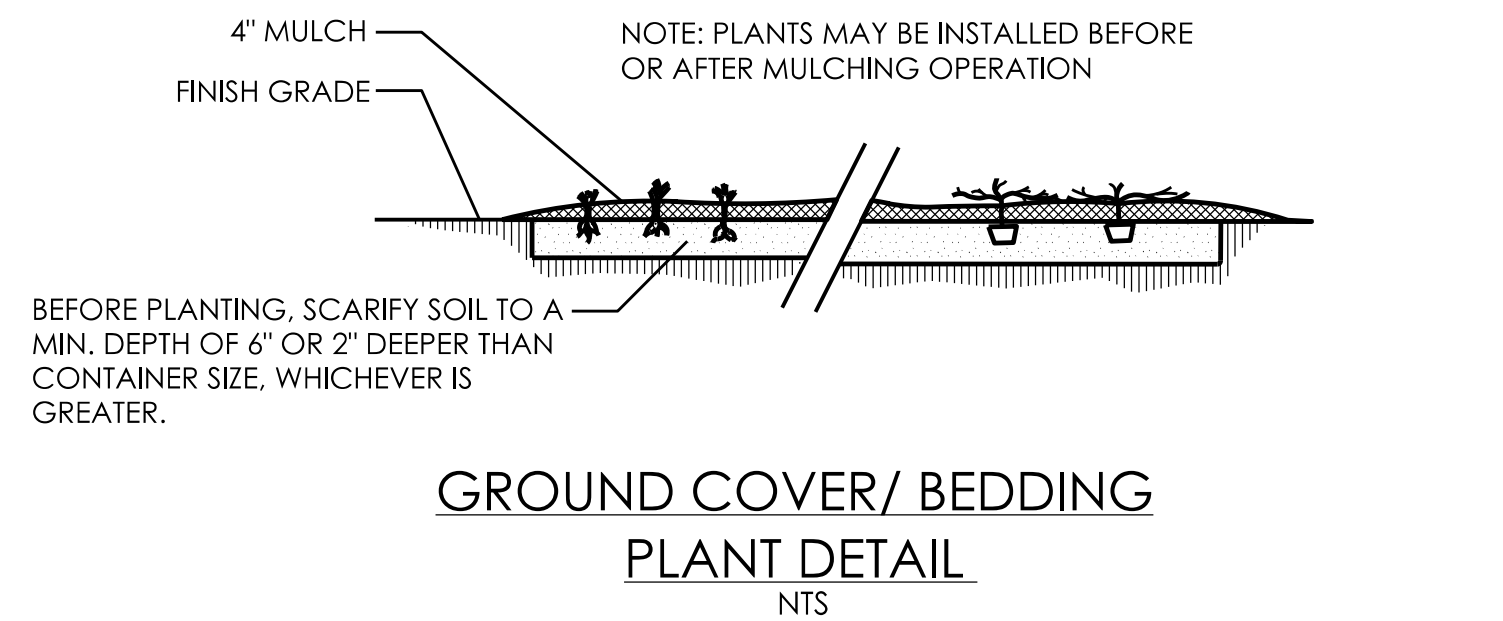 4" MULCH
FINISH GRADE
NOTE: PLANTS MAY BE INSTALLED BEFORE
OR AFTER MULCHING OPERATION
BEFORE PLANTING, SCARIFY SOIL TO A
MIN. DEPTH OF 6" OR 2" DEEPER THAN
CONTAINER SIZE, WHICHEVER IS
GREATER.
GROUND COVER/ BEDDING
PLANT DETAIL
NTS